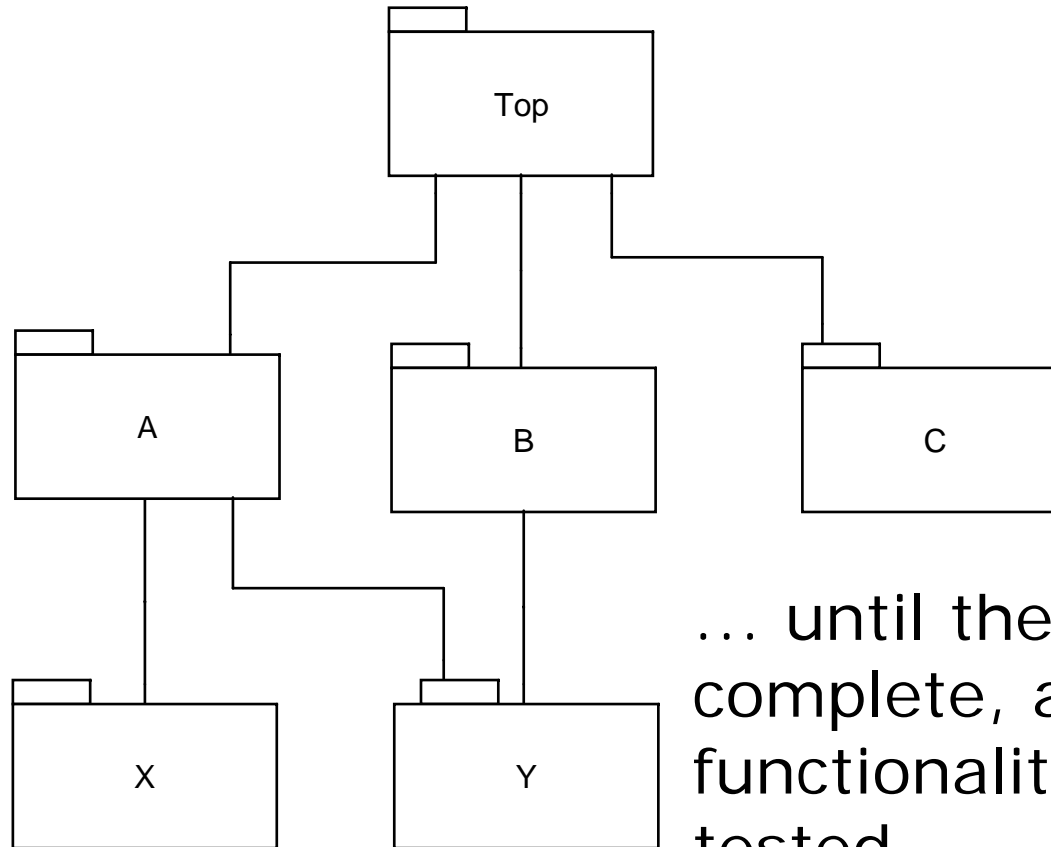 Top
A
B
C
... until the
complete, a
functionalit
tested
X
Y